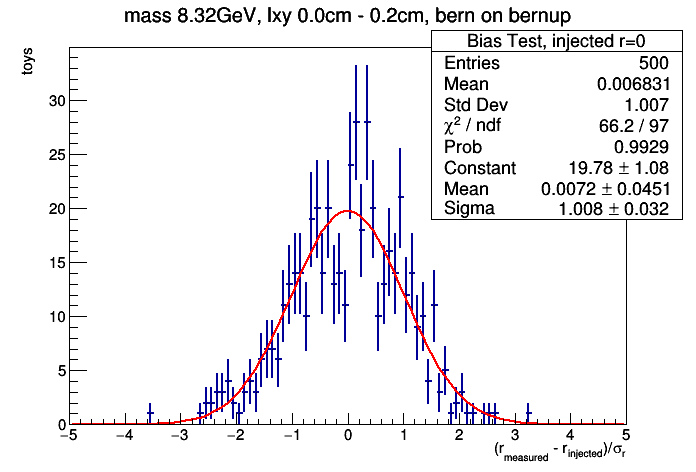 mass 8.32GeV, lxy 0.0cm - 0.2cm, bern on bernup
Bias Test, injected r=0
Entries 500
Mean 0.006831
Std Dev 1.007
χ² / ndf 66.2 / 97
Prob 0.9929
Constant 19.78 ± 1.08
Mean 0.0072 ± 0.0451
Sigma 1.008 ± 0.032
toys
30
25
20
15
10
5
0
−5 −4 −3 −2 −1 0 1 2 3 4 5
(r_measured - r_injected)/σ_r